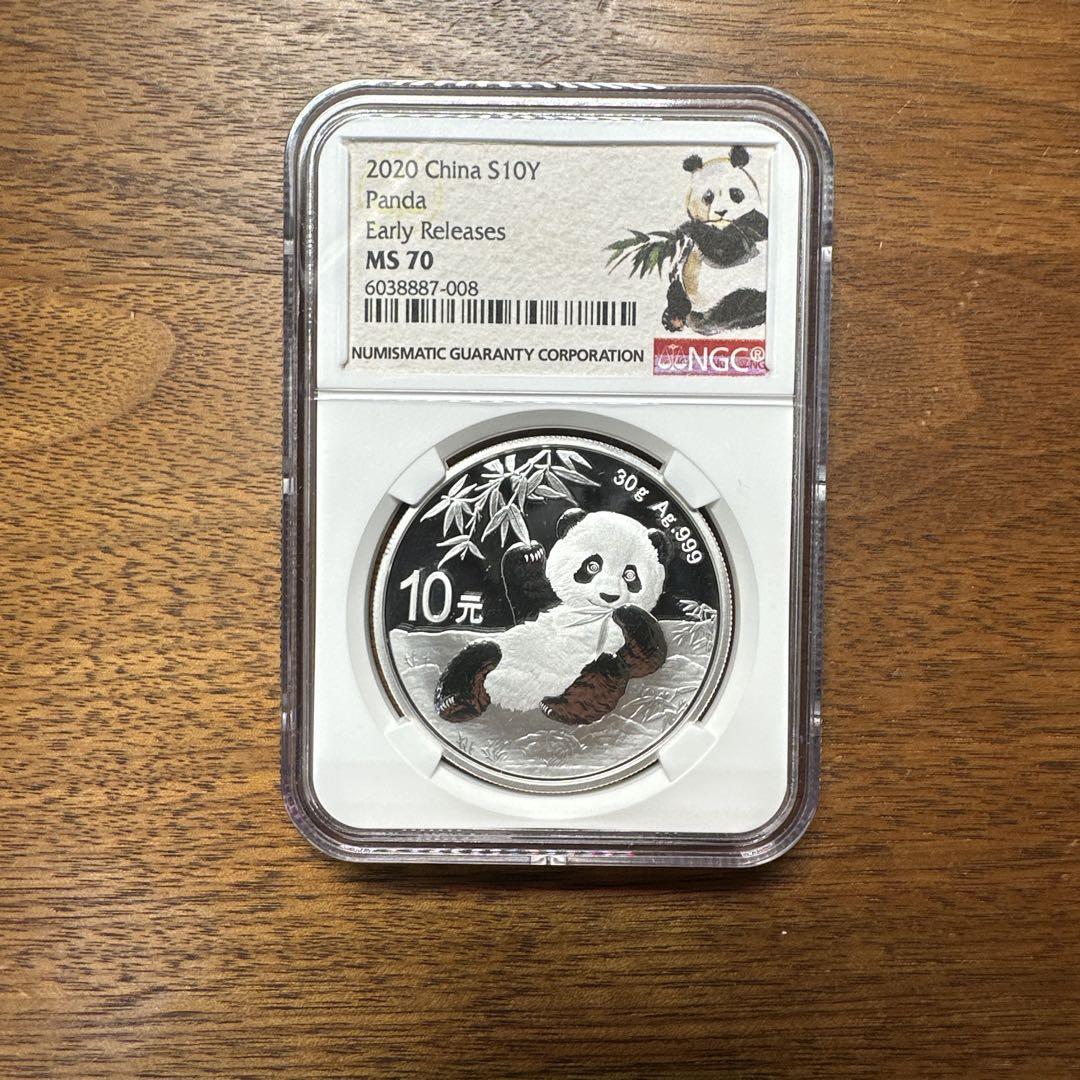 2020 China S10Y
Panda
Early Releases
MS 70
6038887-008
NUMISMATIC GUARANTY CORPORATION
NGC®
30g Ag.999
10元